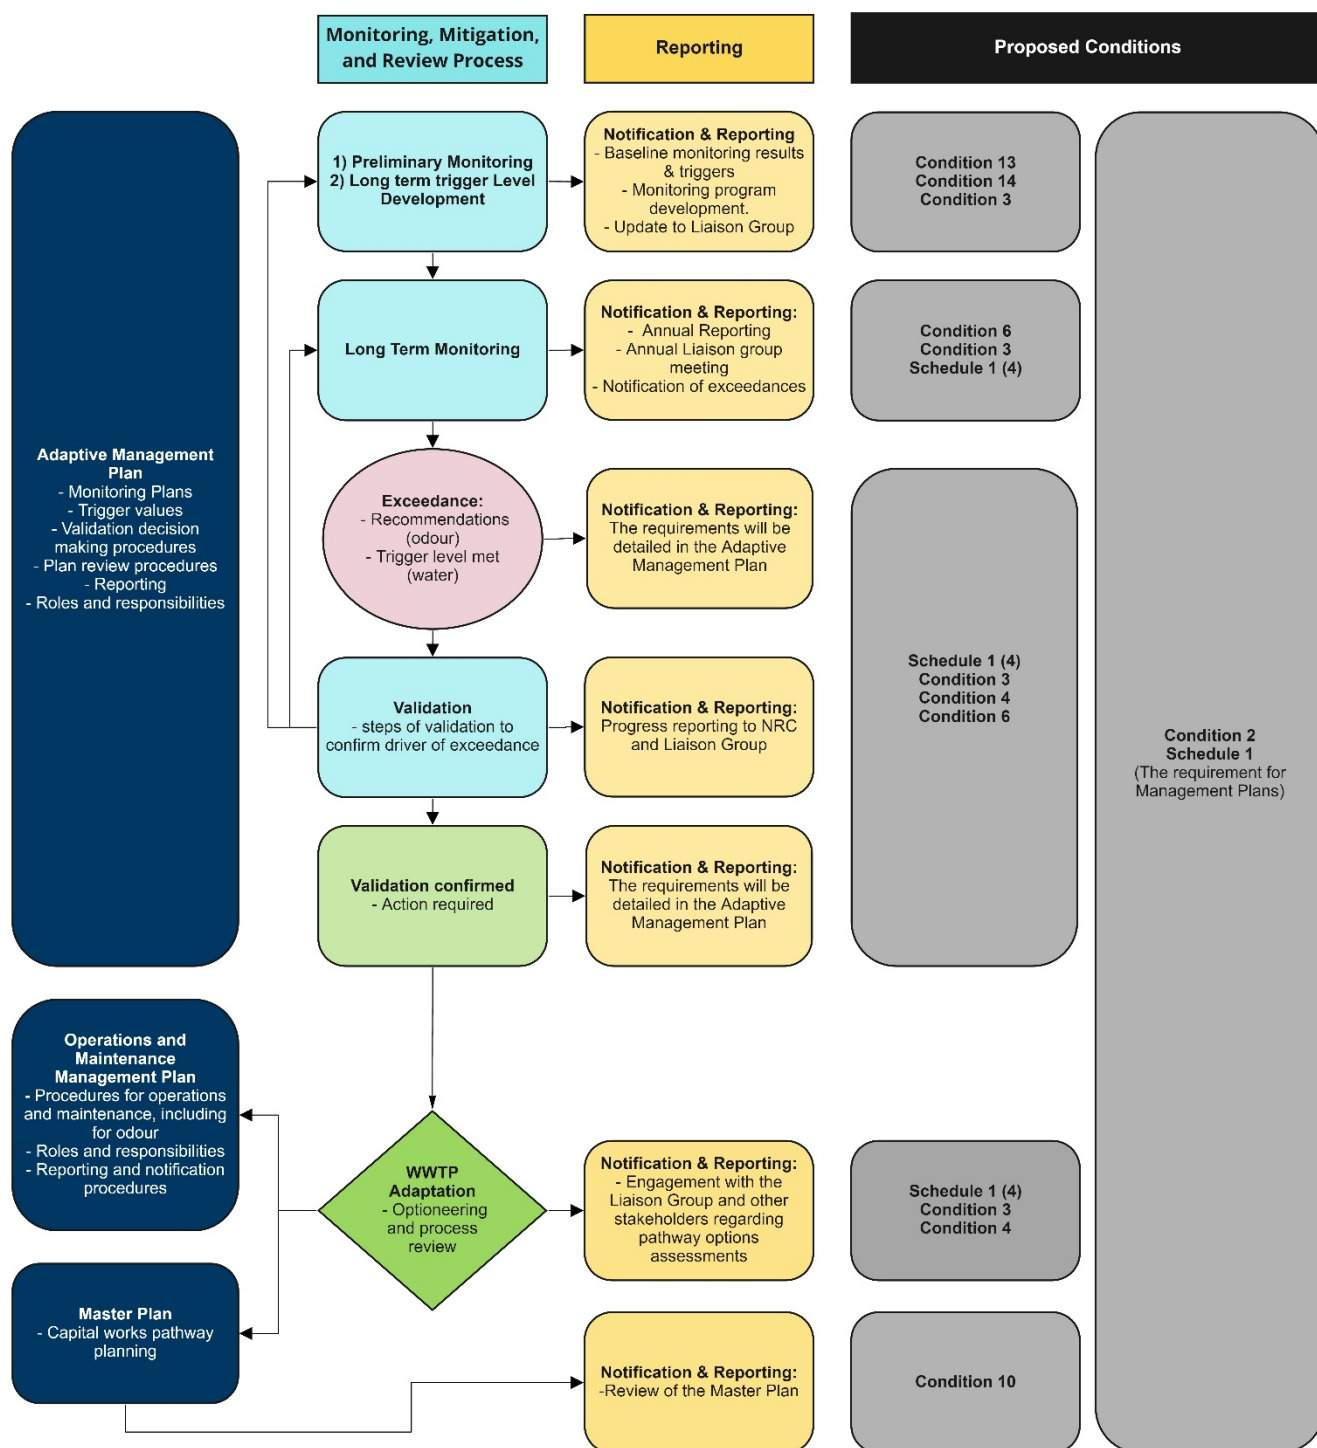 Monitoring, Mitigation,
and Review Process
Reporting
Proposed Conditions
1) Preliminary Monitoring
2) Long term trigger Level
Development
Notification & Reporting
- Baseline monitoring results
& triggers
- Monitoring program
development.
- Update to Liaison Group
Condition 13
Condition 14
Condition 3
Long Term Monitoring
Notification & Reporting:
- Annual Reporting
- Annual Liaison group
meeting
- Notification of exceedances
Condition 6
Condition 3
Schedule 1 (4)
Adaptive Management
Plan
- Monitoring Plans
- Trigger values
- Validation decision
making procedures
- Plan review procedures
- Reporting
- Roles and responsibilities
Exceedance:
- Recommendations
(odour)
- Trigger level met
(water)
Notification & Reporting:
The requirements will be
detailed in the Adaptive
Management Plan
Validation
- steps of validation to
confirm driver of exceedance
Notification & Reporting:
Progress reporting to NRC
and Liaison Group
Schedule 1 (4)
Condition 3
Condition 4
Condition 6
Condition 2
Schedule 1
(The requirement for
Management Plans)
Validation confirmed
- Action required
Notification & Reporting:
The requirements will be
detailed in the Adaptive
Management Plan
Operations and
Maintenance
Management Plan
- Procedures for operations
and maintenance, including
for odour
- Roles and responsibilities
- Reporting and notification
procedures
WWTP
Adaptation
- Optioneering
and process
review
Notification & Reporting:
- Engagement with the
Liaison Group and other
stakeholders regarding
pathway options
assessments
Schedule 1 (4)
Condition 3
Condition 4
Master Plan
- Capital works pathway
planning
Notification & Reporting:
-Review of the Master Plan
Condition 10